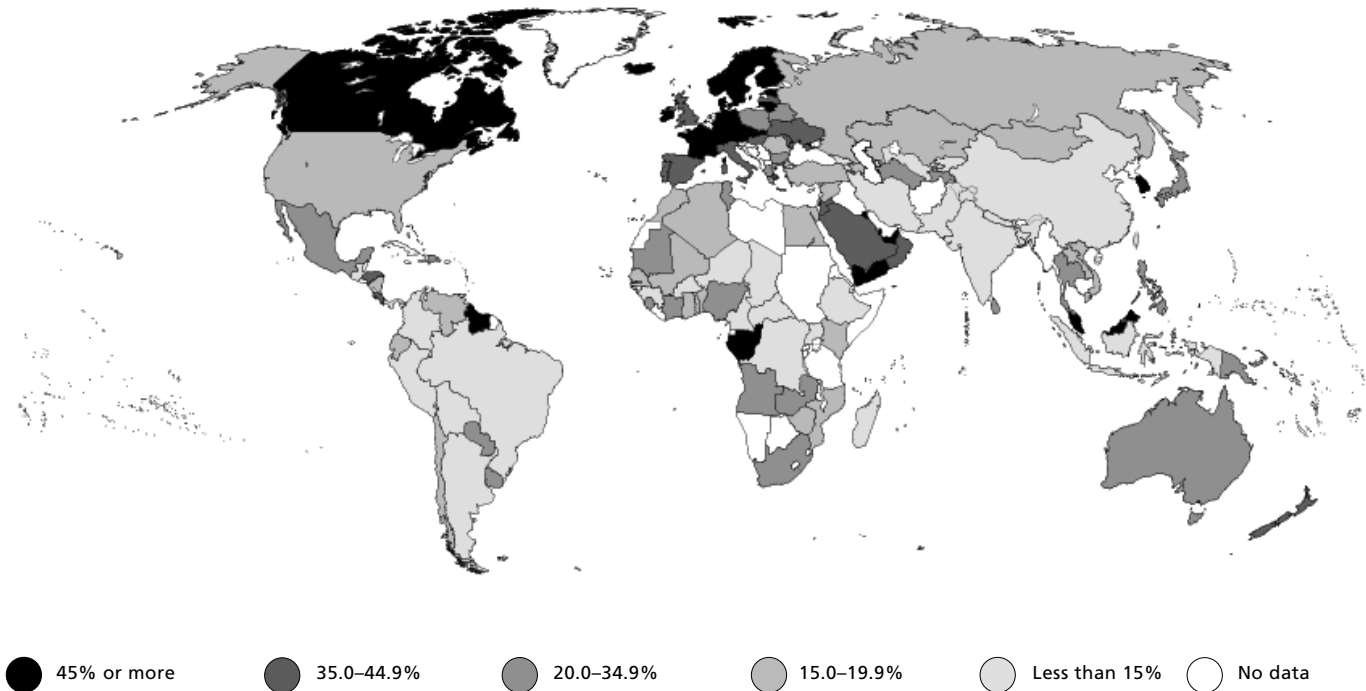 45% or more 35.0–44.9% 20.0–34.9% 15.0–19.9% Less than 15% No data